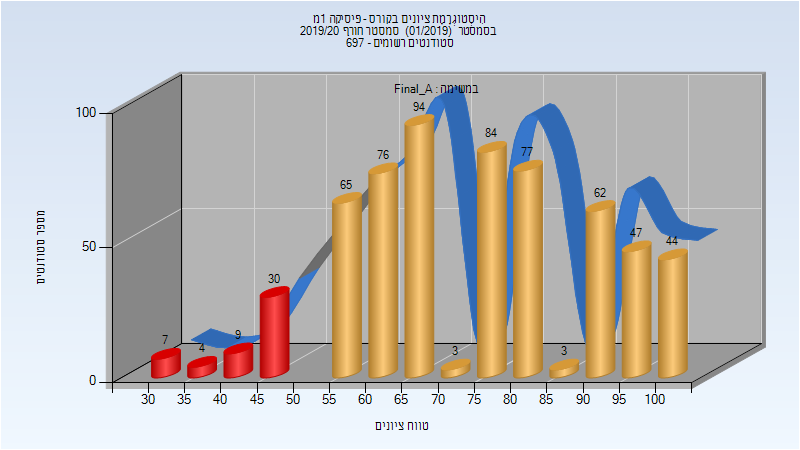 היסטוגרמת ציונים בקורס - פיסיקה 1מ
בסמסטר (01/2019) סמסטר חורף 2019/20
סטודנטים רשומים - 697
במשימה: Final_A
מספר סטודנטים
100
50
0
7
4
9
30
65
76
94
3
84
77
3
62
47
44
30 35 40 45 50 55 60 65 70 75 80 85 90 95 100
טווח ציונים